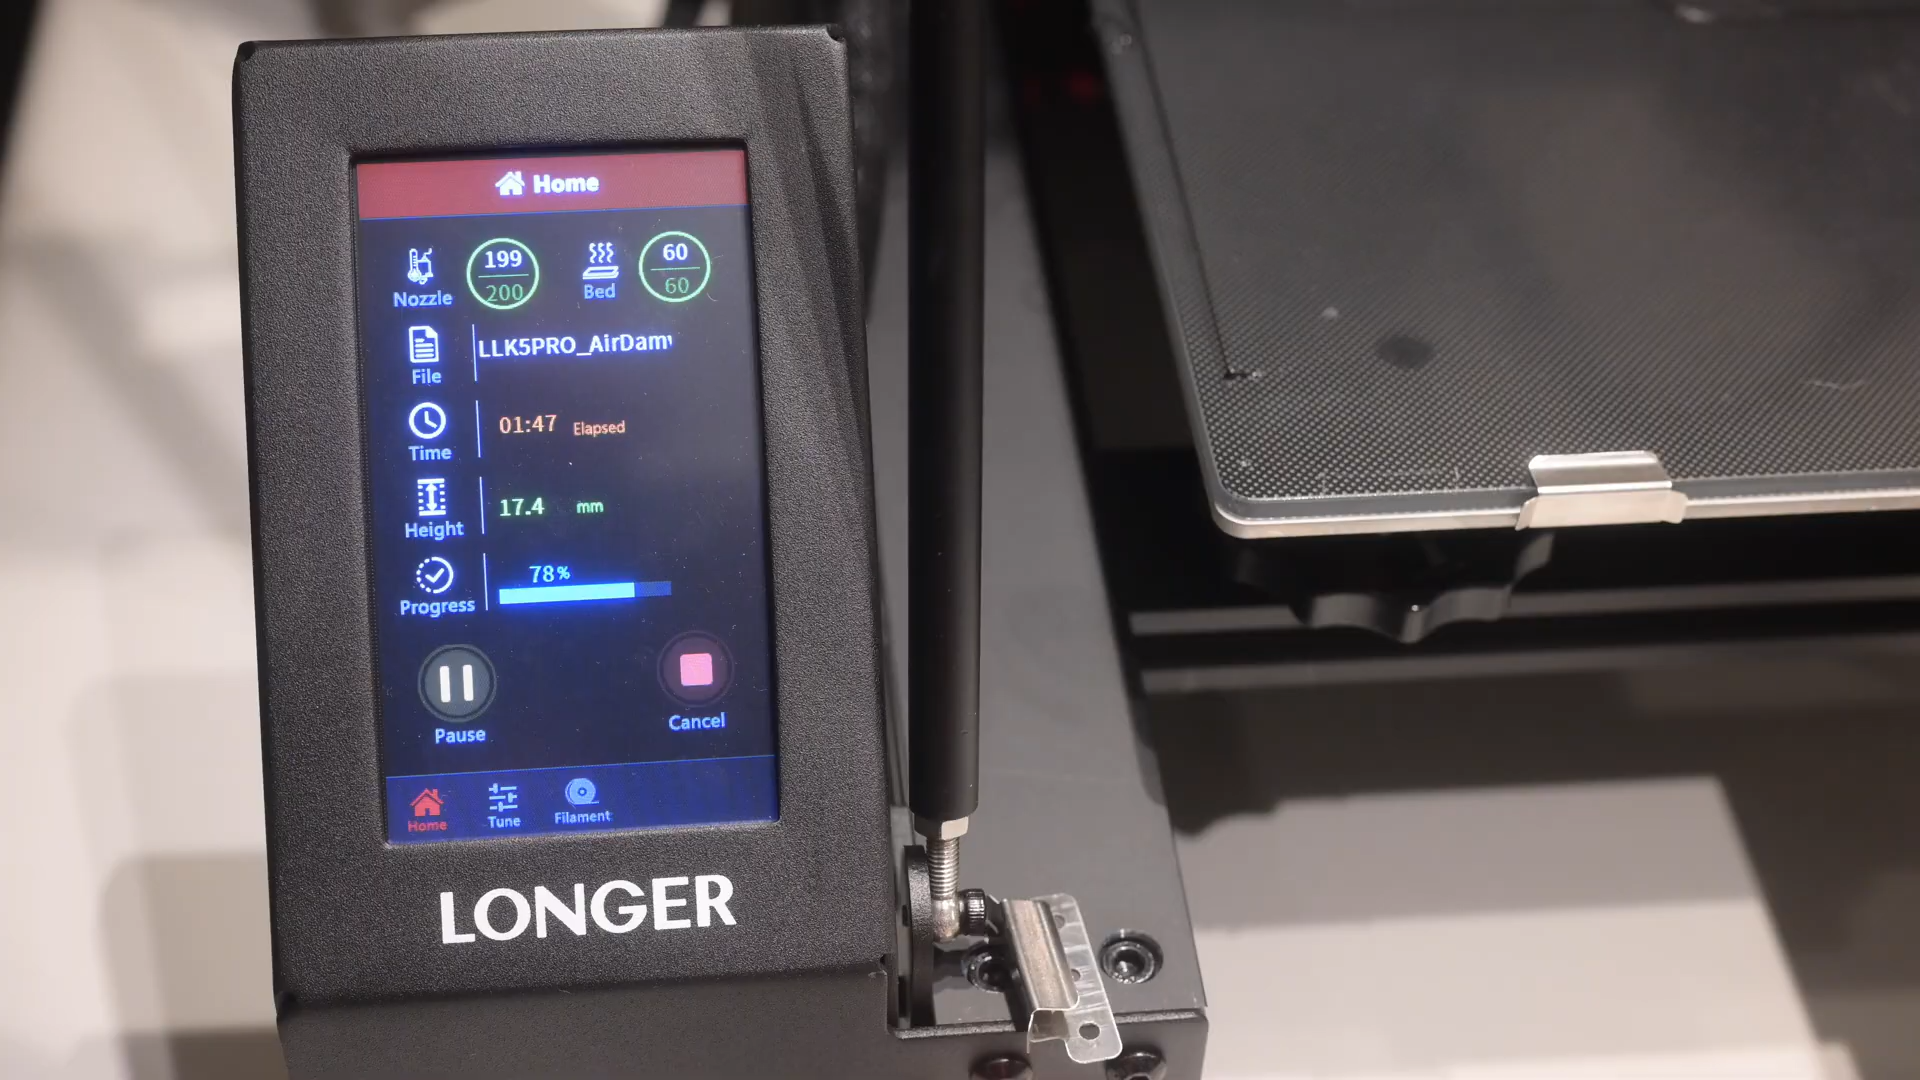 Home
199
200
Nozzle
60
60
Bed
LLK5PRO_AirDam
File
01:47 Elapsed
Time
17.4 mm
Height
78%
Progress
Pause
Cancel
Home
Tune
Filament
LONGER